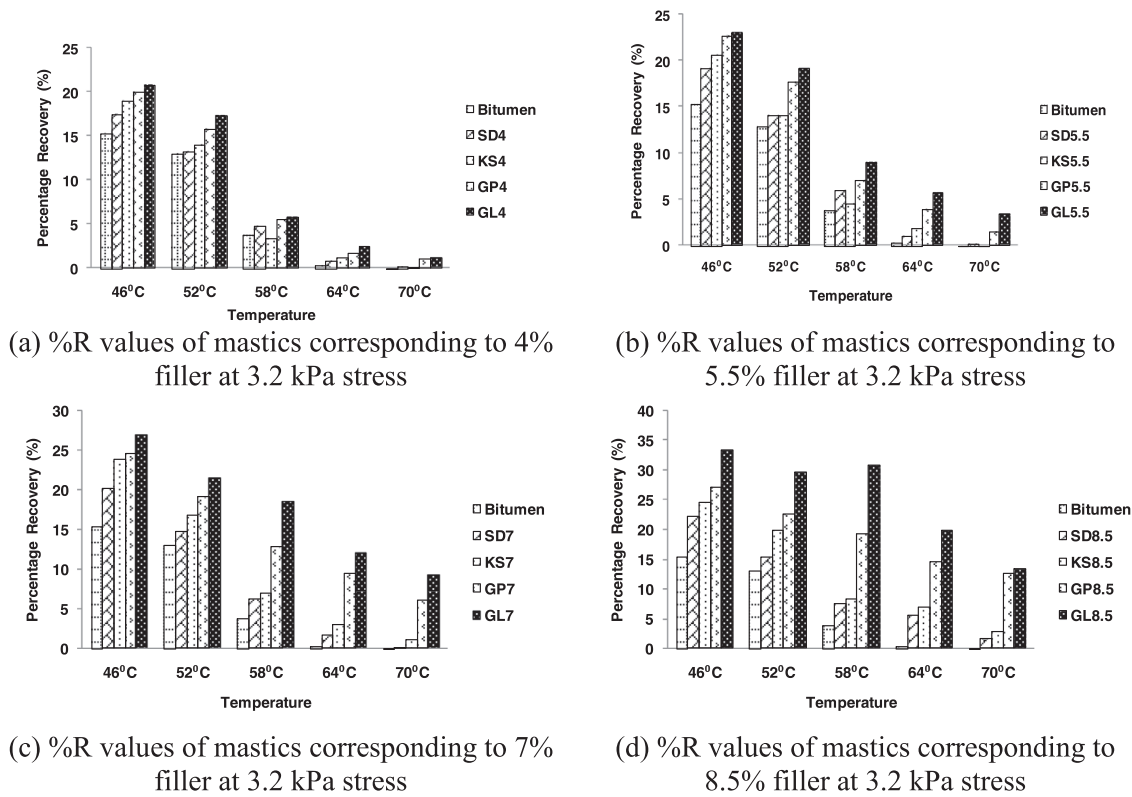 25
20
15
10
5
0
Percentage Recovery (%)
46⁰C 52⁰C 58⁰C 64⁰C 70⁰C
Temperature
Bitumen
SD4
KS4
GP4
GL4
(a) %R values of mastics corresponding to 4%
filler at 3.2 kPa stress
25
20
15
10
5
0
Percentage Recovery (%)
46⁰C 52⁰C 58⁰C 64⁰C 70⁰C
Temperature
Bitumen
SD5.5
KS5.5
GP5.5
GL5.5
(b) %R values of mastics corresponding to
5.5% filler at 3.2 kPa stress
30
25
20
15
10
5
0
Percentage Recovery (%)
46⁰C 52⁰C 58⁰C 64⁰C 70⁰C
Temperature
Bitumen
SD7
KS7
GP7
GL7
(c) %R values of mastics corresponding to 7%
filler at 3.2 kPa stress
40
35
30
25
20
15
10
5
0
Percentage Recovery (%)
46⁰C 52⁰C 58⁰C 64⁰C 70⁰C
Temperature
Bitumen
SD8.5
KS8.5
GP8.5
GL8.5
(d) %R values of mastics corresponding to
8.5% filler at 3.2 kPa stress